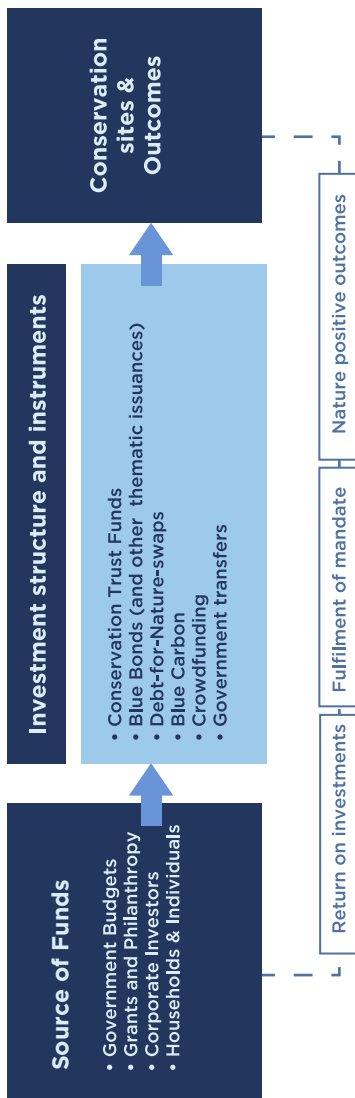 Source of Funds
• Government Budgets
• Grants and Philanthropy
• Corporate Investors
• Households & Individuals
Investment structure and instruments
• Conservation Trust Funds
• Blue Bonds (and other thematic issuances)
• Debt-for-Nature-swaps
• Blue Carbon
• Crowdfunding
• Government transfers
Conservation
sites &
Outcomes
Return on investments
Fulfilment of mandate
Nature positive outcomes